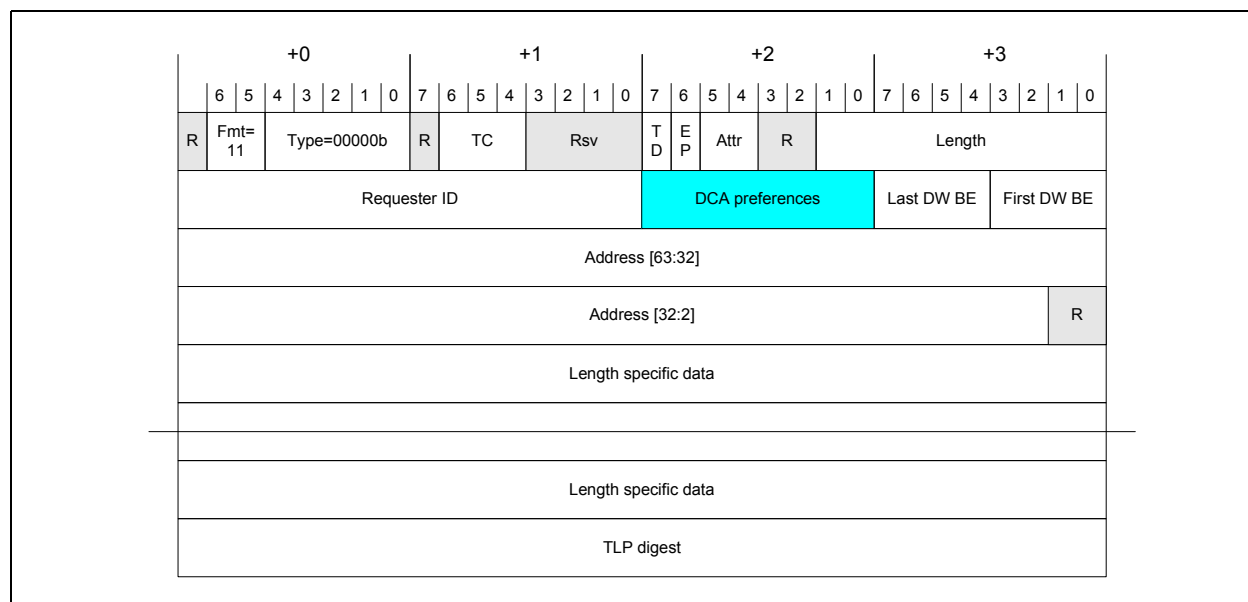 +0 +1 +2 +3
6 5 4 3 2 1 0 7 6 5 4 3 2 1 0 7 6 5 4 3 2 1 0 7 6 5 4 3 2 1 0
R Fmt= 11 Type=00000b R TC Rsv T D E P Attr R Length
Requester ID DCA preferences Last DW BE First DW BE
Address [63:32]
Address [32:2] R
Length specific data
Length specific data
TLP digest